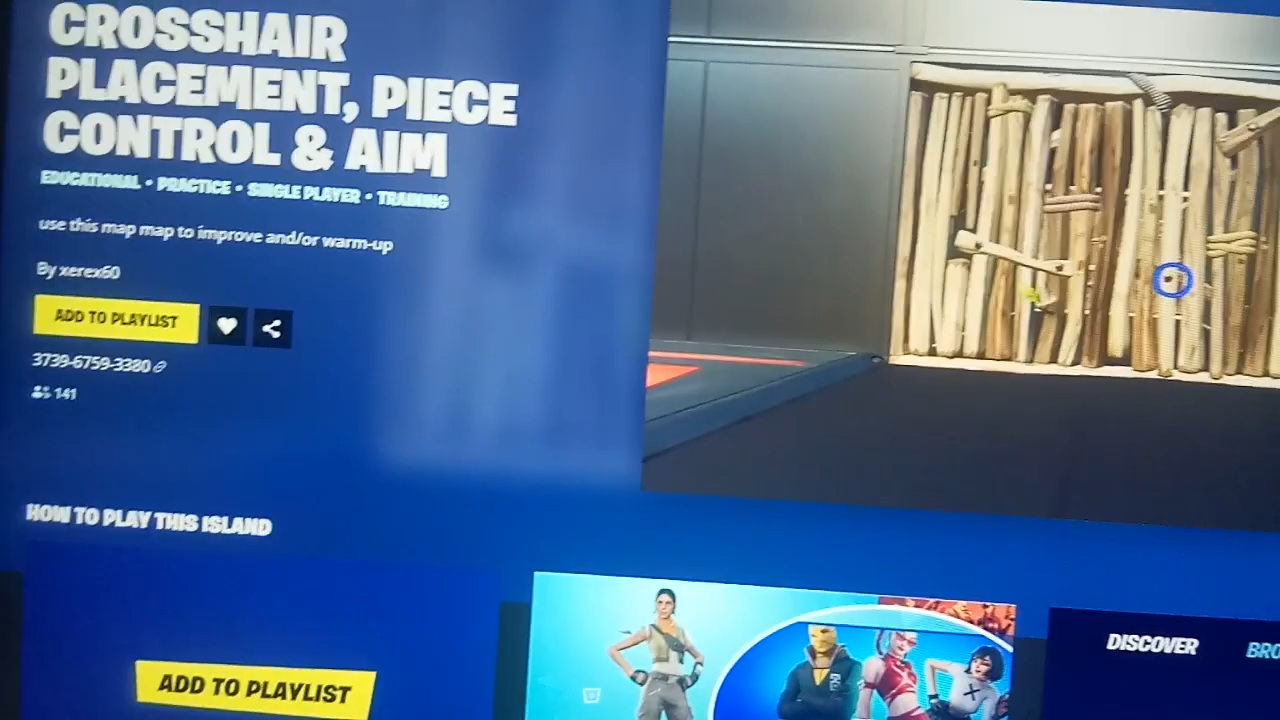 CROSSHAIR
PLACEMENT, PIECE
CONTROL & AIM
EDUCATIONAL • PRACTICE • SINGLE PLAYER • TRAINING
use this map map to improve and/or warm-up
By xerex60
ADD TO PLAYLIST
3739-6759-3380
141
HOW TO PLAY THIS ISLAND
ADD TO PLAYLIST
DISCOVER
BRO